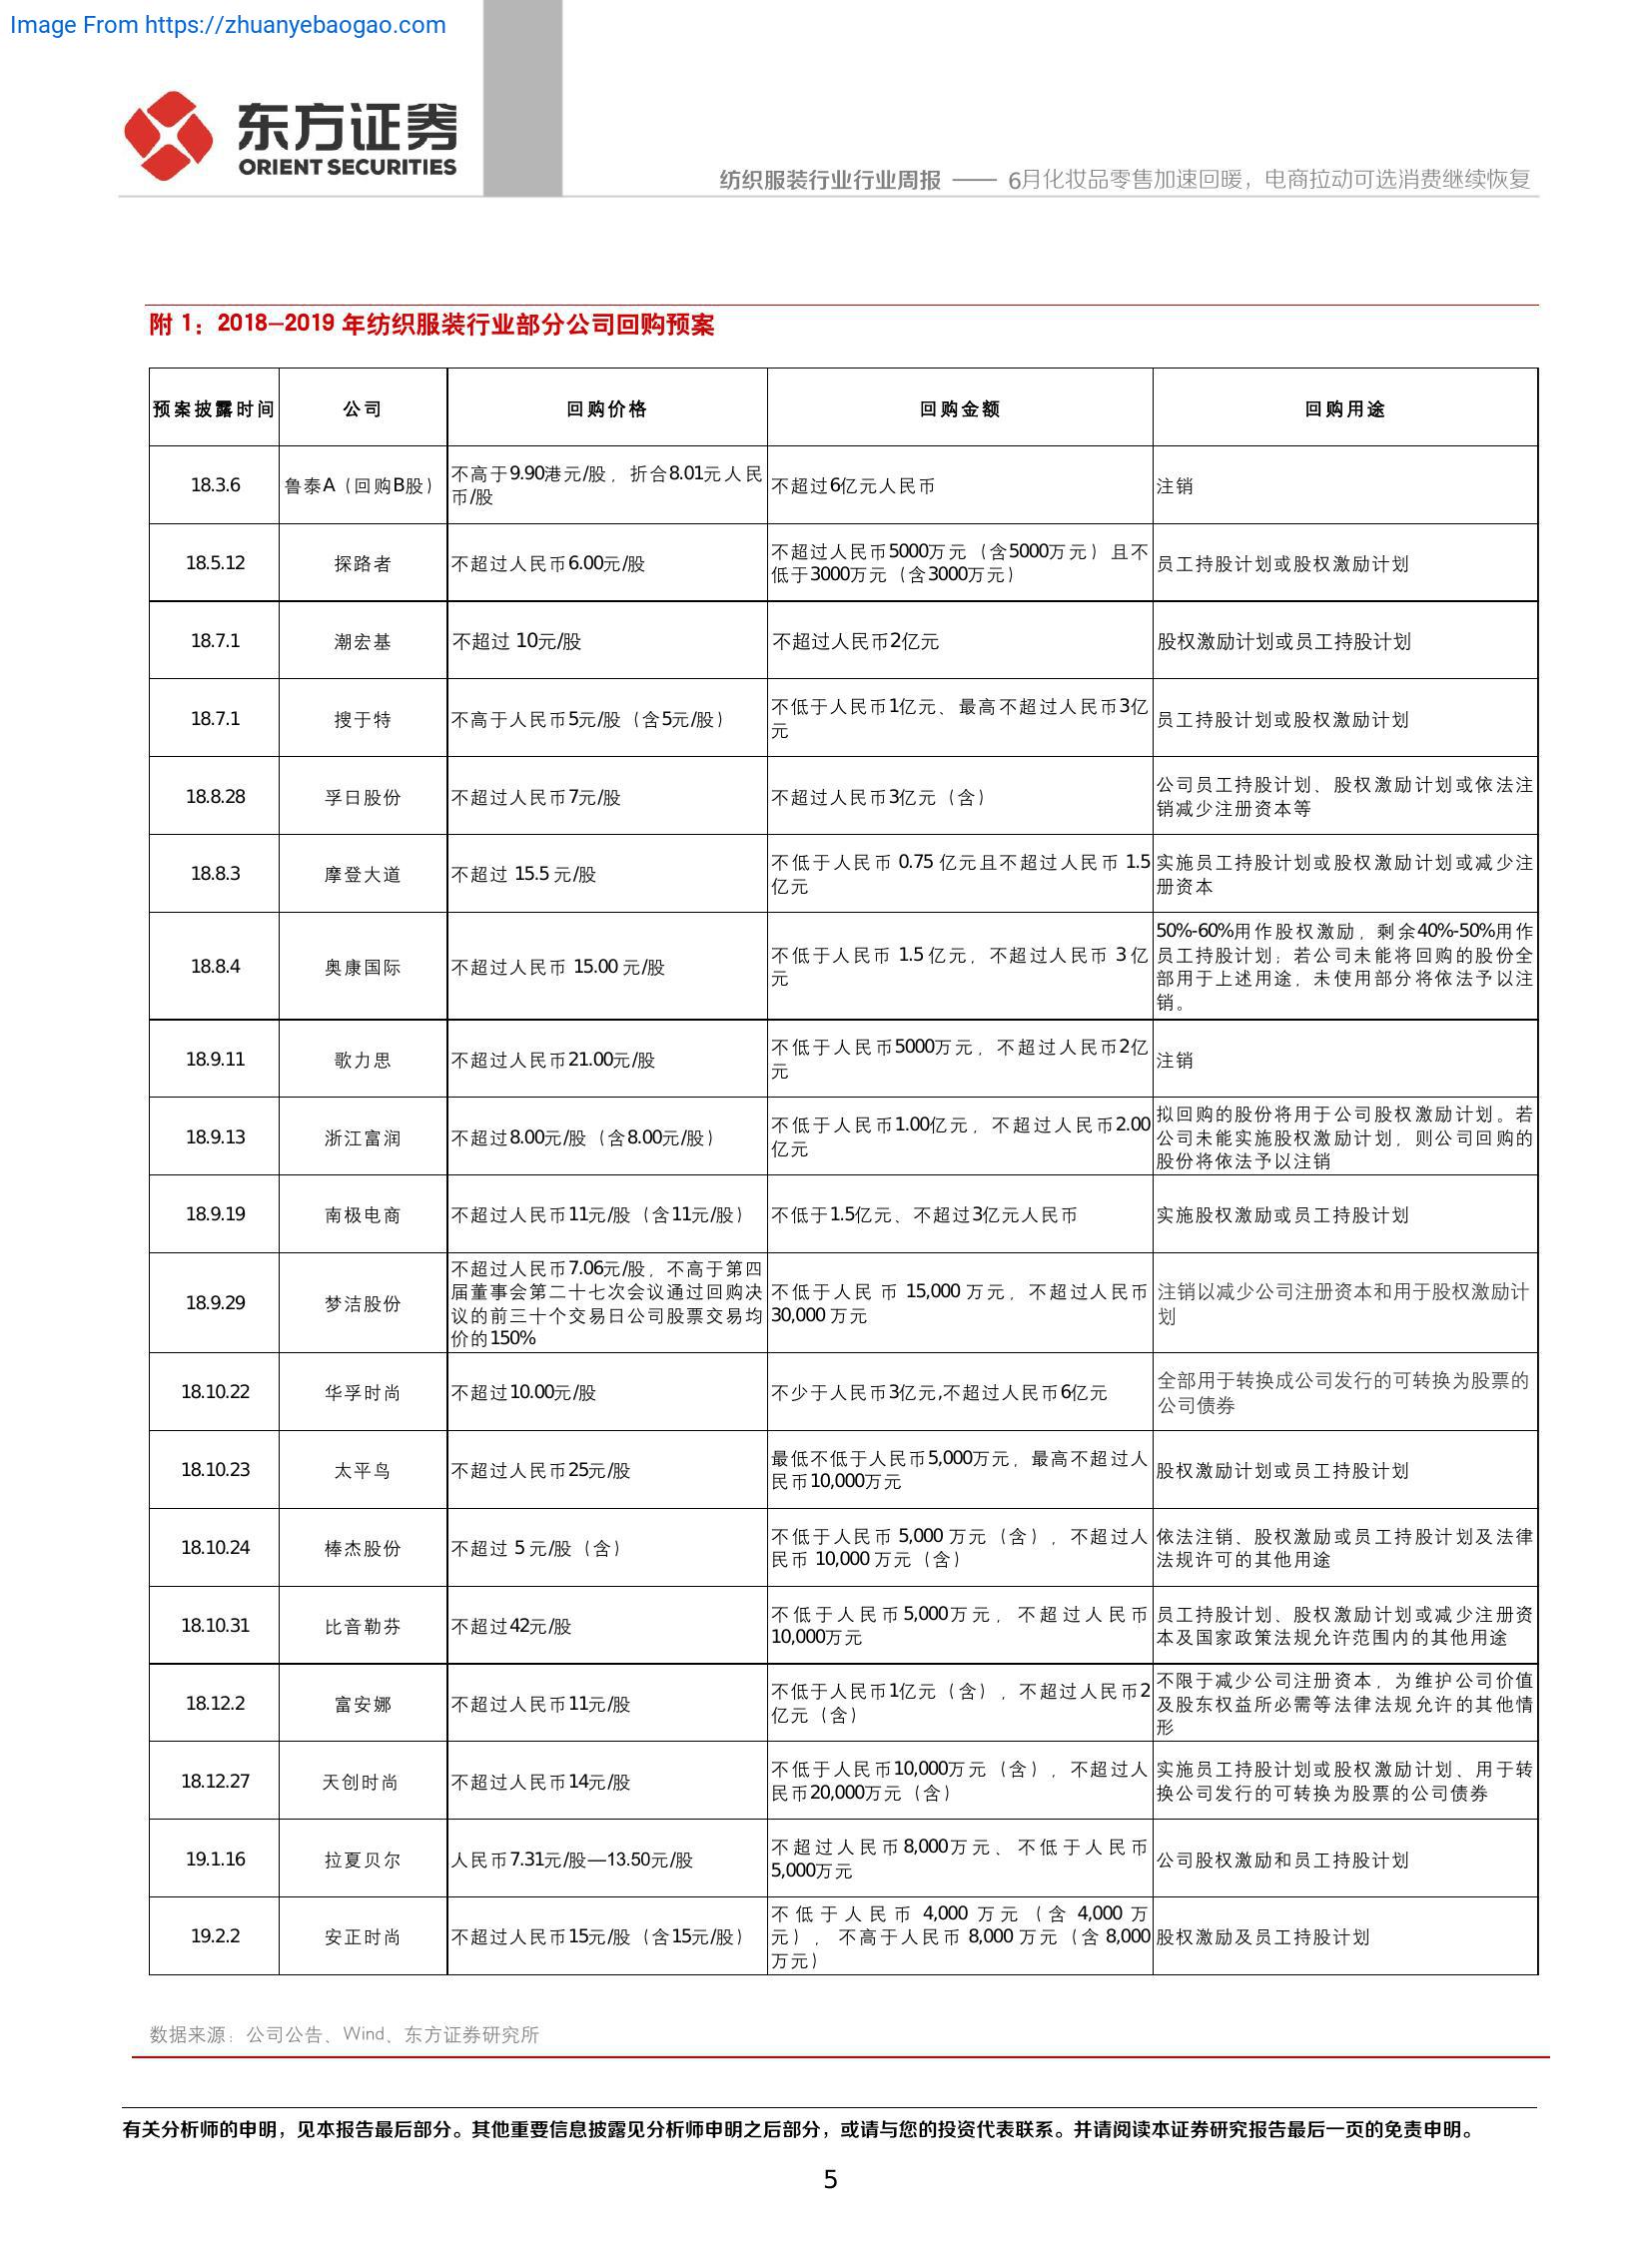 Image From https://zhuanyebaogao.com
东方证券
ORIENT SECURITIES
纺织服装行业行业周报 —— 6月化妆品零售加速回暖，电商拉动可选消费继续恢复
附 1：2018—2019 年纺织服装行业部分公司回购预案
预案披露时间 公司 回购价格 回购金额 回购用途
18.3.6 鲁泰A（回购B股）
不高于9.90港元/股，折合8.01元人民
币/股
不超过6亿元人民币
注销
18.5.12 探路者 不超过人民币6.00元/股
不超过人民币5000万元（含5000万元）且不
低于3000万元（含3000万元）
员工持股计划或股权激励计划
18.7.1 潮宏基 不超过 10元/股 不超过人民币2亿元 股权激励计划或员工持股计划
18.7.1 搜于特 不高于人民币5元/股（含5元/股）
不低于人民币1亿元、最高不超过人民币3亿
元
员工持股计划或股权激励计划
18.8.28 孚日股份 不超过人民币7元/股 不超过人民币3亿元（含）
公司员工持股计划、股权激励计划或依法注
销减少注册资本等
18.8.3 摩登大道 不超过 15.5 元/股
不低于人民币 0.75 亿元且不超过人民币 1.5
亿元
实施员工持股计划或股权激励计划或减少注
册资本
18.8.4 奥康国际 不超过人民币 15.00 元/股
不低于人民币 1.5 亿元，不超过人民币 3 亿
元
50%-60%用作股权激励，剩余40%-50%用作
员工持股计划；若公司未能将回购的股份全
部用于上述用途，未使用部分将依法予以注
销。
18.9.11 歌力思 不超过人民币21.00元/股
不低于人民币5000万元，不超过人民币2亿
元
注销
18.9.13 浙江富润 不超过8.00元/股（含8.00元/股）
不低于人民币1.00亿元，不超过人民币2.00
亿元
拟回购的股份将用于公司股权激励计划。若
公司未能实施股权激励计划，则公司回购的
股份将依法予以注销
18.9.19 南极电商 不超过人民币11元/股（含11元/股） 不低于1.5亿元、不超过3亿元人民币 实施股权激励或员工持股计划
18.9.29 梦洁股份
不超过人民币7.06元/股，不高于第四
届董事会第二十七次会议通过回购决
议的前三十个交易日公司股票交易均
价的150%
不低于人民 币 15,000 万元，不超过人民币
30,000 万元
注销以减少公司注册资本和用于股权激励计
划
18.10.22 华孚时尚 不超过10.00元/股 不少于人民币3亿元,不超过人民币6亿元
全部用于转换成公司发行的可转换为股票的
公司债券
18.10.23 太平鸟 不超过人民币25元/股
最低不低于人民币5,000万元，最高不超过人
民币10,000万元
股权激励计划或员工持股计划
18.10.24 棒杰股份 不超过 5 元/股（含）
不低于人民币 5,000 万元（含），不超过人
民币 10,000 万元（含）
依法注销、股权激励或员工持股计划及法律
法规许可的其他用途
18.10.31 比音勒芬 不超过42元/股
不低于人民币5,000万元，不超过人民币
10,000万元
员工持股计划、股权激励计划或减少注册资
本及国家政策法规允许范围内的其他用途
18.12.2 富安娜 不超过人民币11元/股
不低于人民币1亿元（含），不超过人民币2
亿元（含）
不限于减少公司注册资本，为维护公司价值
及股东权益所必需等法律法规允许的其他情
形
18.12.27 天创时尚 不超过人民币14元/股
不低于人民币10,000万元（含），不超过人
民币20,000万元（含）
实施员工持股计划或股权激励计划、用于转
换公司发行的可转换为股票的公司债券
19.1.16 拉夏贝尔 人民币7.31元/股—13.50元/股
不超过人民币8,000万元、不低于人民币
5,000万元
公司股权激励和员工持股计划
19.2.2 安正时尚 不超过人民币15元/股（含15元/股）
不低于人民币 4,000 万元（含 4,000 万
元），不高于人民币 8,000 万元（含 8,000
万元）
股权激励及员工持股计划
数据来源：公司公告、Wind、东方证券研究所
有关分析师的申明，见本报告最后部分。其他重要信息披露见分析师申明之后部分，或请与您的投资代表联系。并请阅读本证券研究报告最后一页的免责申明。
5